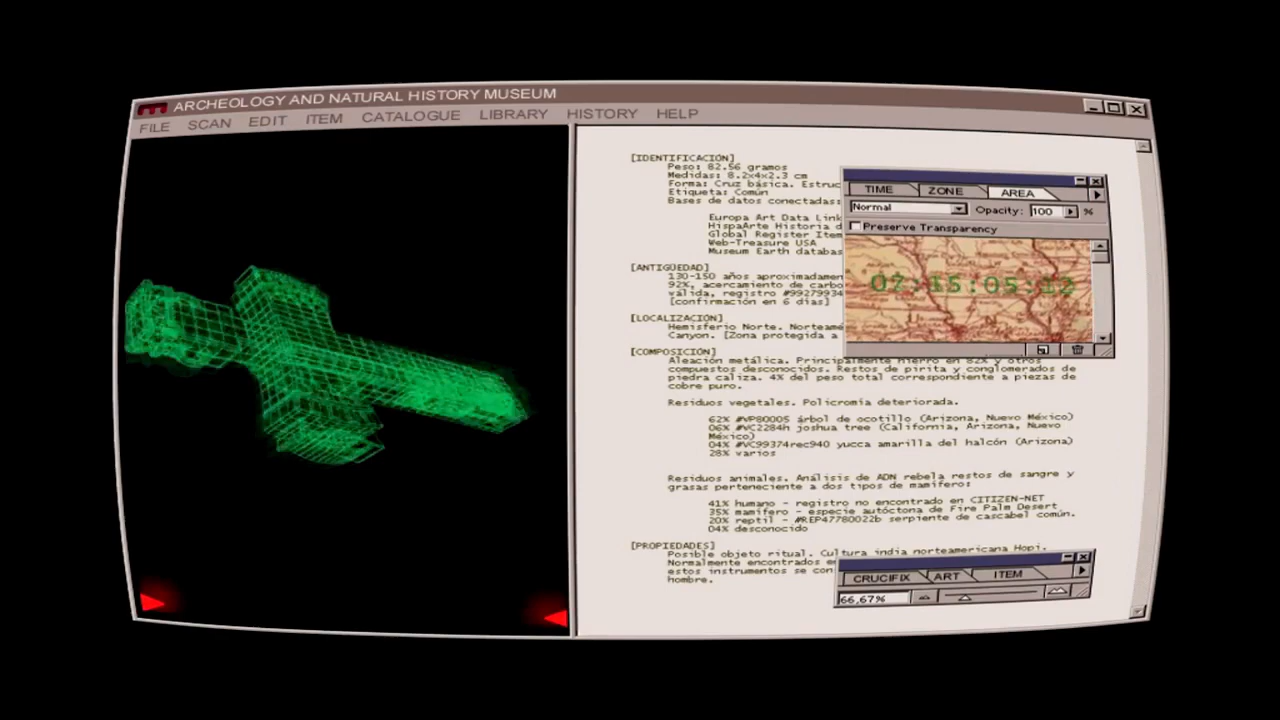 ARCHEOLOGY AND NATURAL HISTORY MUSEUM
FILE SCAN EDIT ITEM CATALOGUE LIBRARY HISTORY HELP
[IDENTIFICACIÓN]
Peso: 82.56 gramos
Medidas: 8.2x4x2.3 cm
Forma: Cruz básica. Estruc
Etiqueta: Común
Bases de datos conectadas:
Europa Art Data Link
HispaArte Historia d
Global Register Item
Web-Treasure USA
Museum Earth databas
[ANTIGÜEDAD]
130-150 años aproximadamen
92%, acercamiento de carbo
válida, registro #99279934
[confirmación en 6 dias]
[LOCALIZACIÓN]
Hemisferio Norte. Norteamé
Canyon. [Zona protegida a
[COMPOSICIÓN]
Aleación metálica. Principalmente hierro en 82% y otros
compuestos desconocidos. Restos de pirita y conglomerados de
piedra caliza. 4% del peso total correspondiente a piezas de
cobre puro.
Residuos vegetales. Policromía deteriorada.
62% #VP80005 árbol de ocotillo (Arizona, Nuevo México)
06% #VC2284h joshua tree (California, Arizona, Nuevo
México)
04% #VC99374rec940 yucca amarilla del halcón (Arizona)
28% varios
Residuos animales. Análisis de ADN rebela restos de sangre y
grasas perteneciente a dos tipos de mamífero:
41% humano - registro no encontrado en CITIZEN-NET
35% mamífero - especie autóctona de Fire Palm Desert
20% reptil - #REP47780022b serpiente de cascabel común.
04% desconocido
[PROPIEDADES]
Posible objeto ritual. Cultura india norteamericana Hopi.
Normalmente encontrados e
estos instrumentos se con
hombre.
TIME ZONE AREA
Normal Opacity: 100 %
Preserve Transparency
07:15:05:12
CRUCIFIX ART ITEM
66,67%